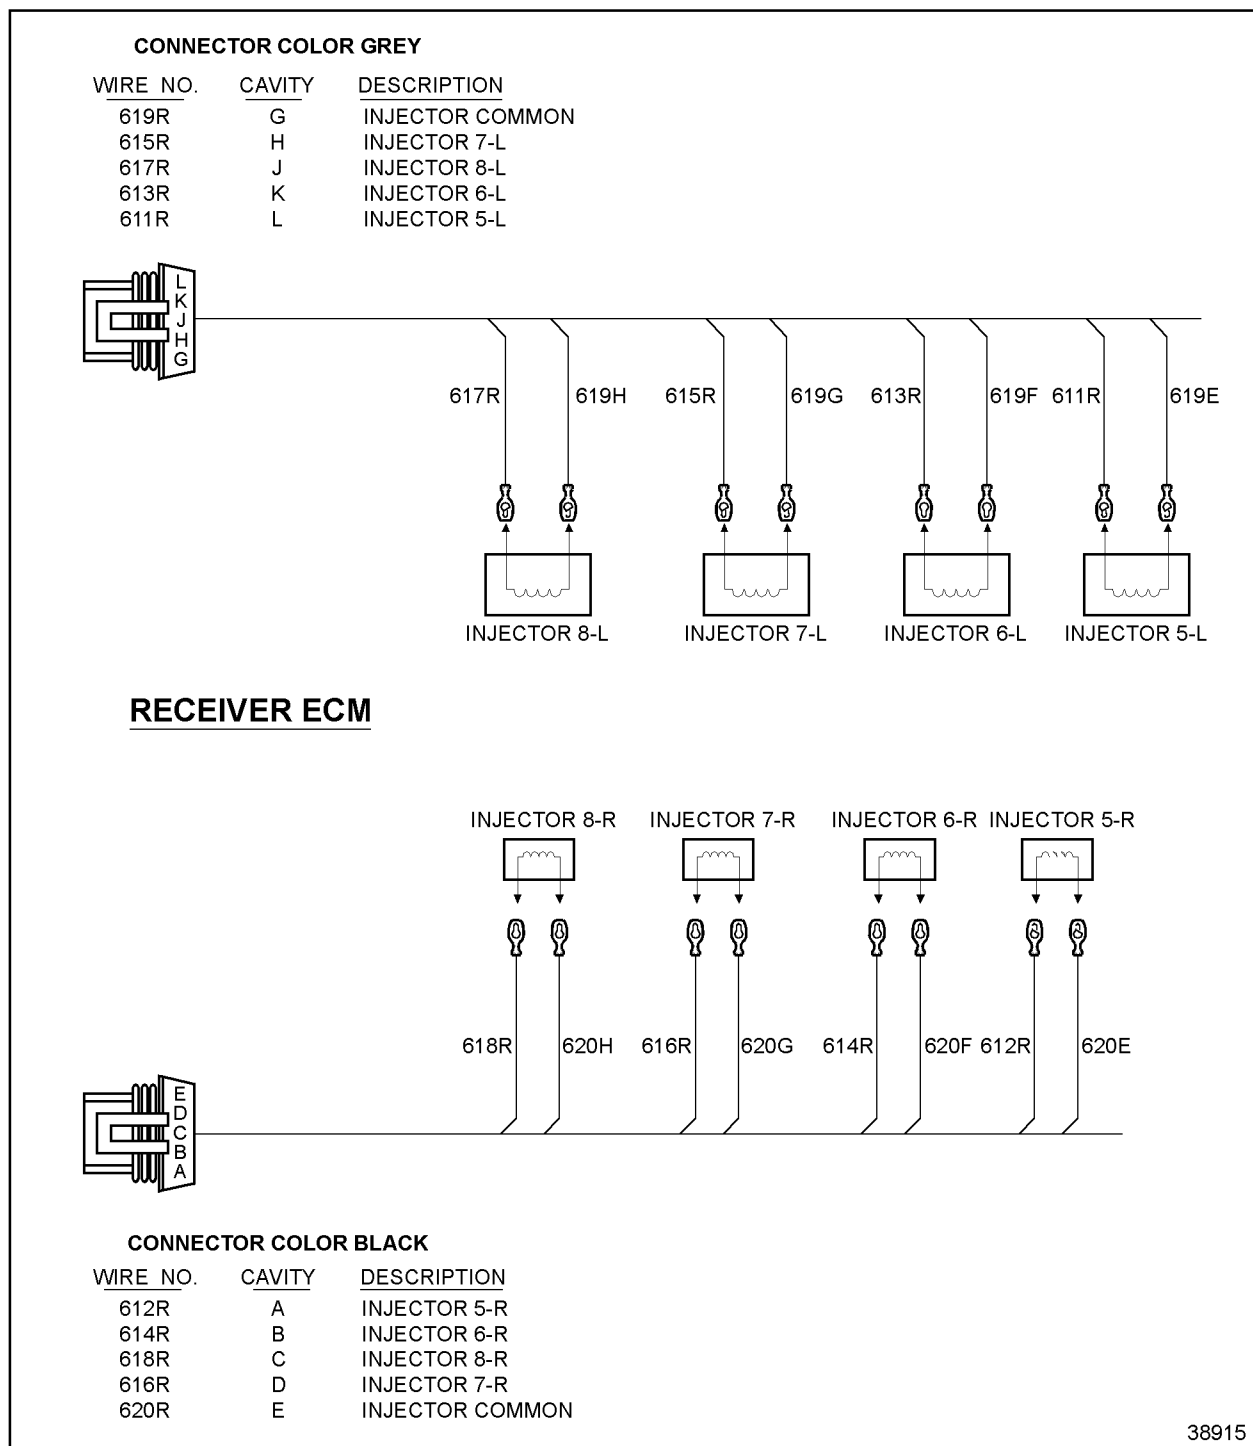 CONNECTOR COLOR GREY
WIRE NO. CAVITY DESCRIPTION
619R G INJECTOR COMMON
615R H INJECTOR 7-L
617R J INJECTOR 8-L
613R K INJECTOR 6-L
611R L INJECTOR 5-L
L
K
J
H
G
617R 619H 615R 619G 613R 619F 611R 619E
INJECTOR 8-L INJECTOR 7-L INJECTOR 6-L INJECTOR 5-L
RECEIVER ECM
INJECTOR 8-R INJECTOR 7-R INJECTOR 6-R INJECTOR 5-R
618R 620H 616R 620G 614R 620F 612R 620E
E
D
C
B
A
CONNECTOR COLOR BLACK
WIRE NO. CAVITY DESCRIPTION
612R A INJECTOR 5-R
614R B INJECTOR 6-R
618R C INJECTOR 8-R
616R D INJECTOR 7-R
620R E INJECTOR COMMON
38915